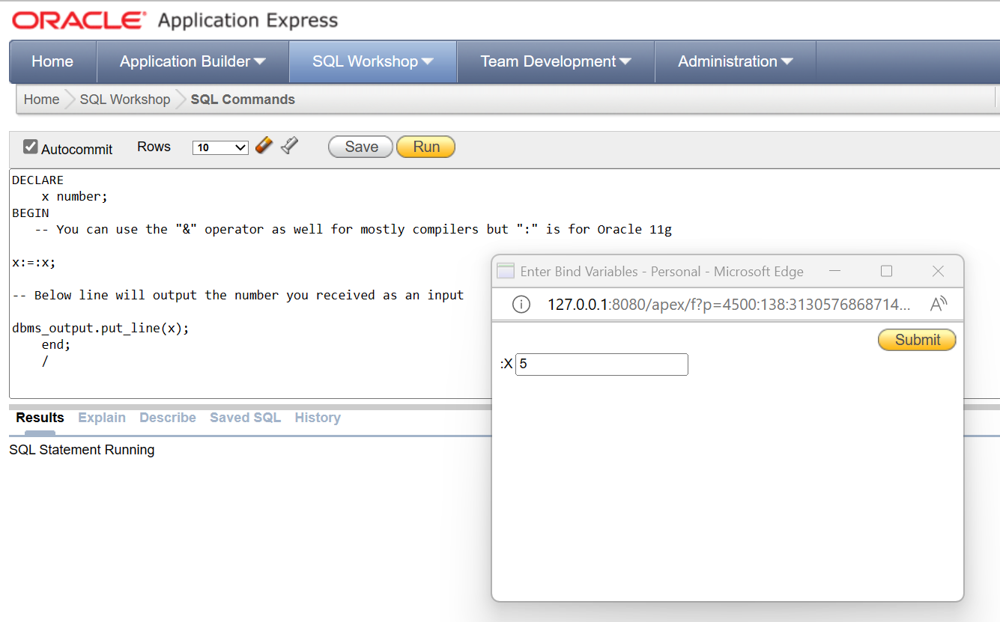 ORACLE Application Express
Home Application Builder SQL Workshop Team Development Administration
Home SQL Workshop SQL Commands
Autocommit Rows 10 Save Run
DECLARE
x number;
BEGIN
-- You can use the "&" operator as well for mostly compilers but ":" is for Oracle 11g
x:=:x;
-- Below line will output the number you received as an input
dbms_output.put_line(x);
end;
/
Results Explain Describe Saved SQL History
SQL Statement Running
Enter Bind Variables - Personal - Microsoft Edge
127.0.0.1:8080/apex/f?p=4500:138:3130576868714...
Submit
:X 5